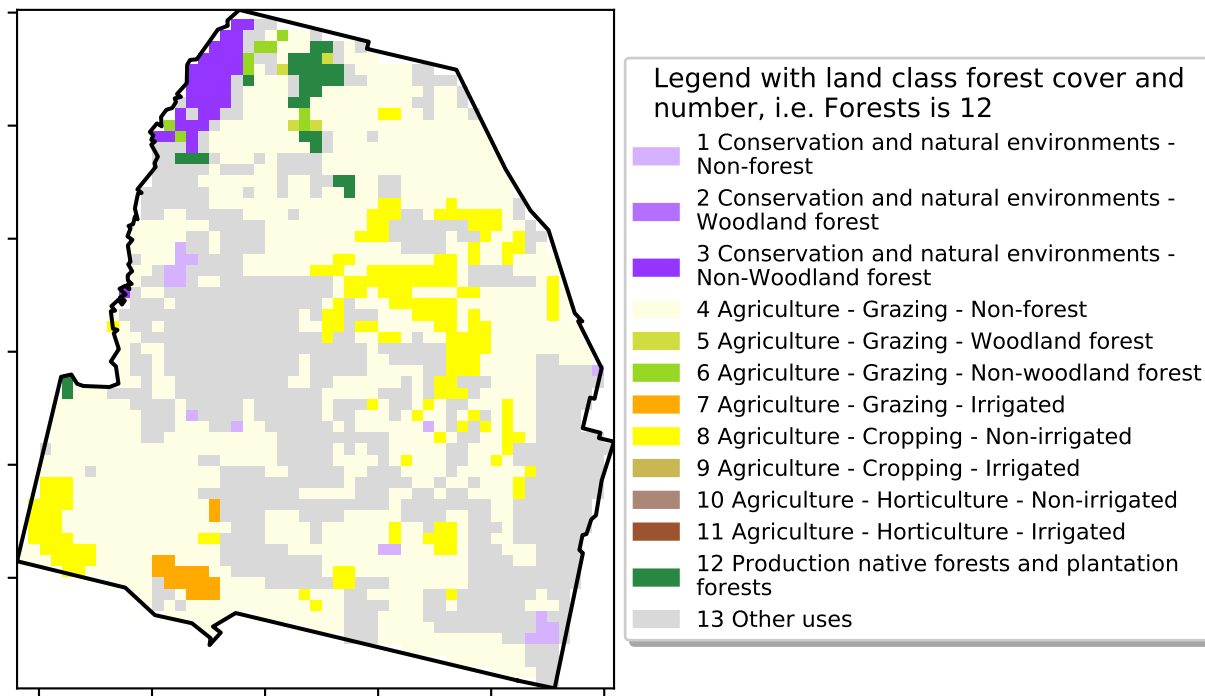 Legend with land class forest cover and
number, i.e. Forests is 12
1 Conservation and natural environments -
Non-forest
2 Conservation and natural environments -
Woodland forest
3 Conservation and natural environments -
Non-Woodland forest
4 Agriculture - Grazing - Non-forest
5 Agriculture - Grazing - Woodland forest
6 Agriculture - Grazing - Non-woodland forest
7 Agriculture - Grazing - Irrigated
8 Agriculture - Cropping - Non-irrigated
9 Agriculture - Cropping - Irrigated
10 Agriculture - Horticulture - Non-irrigated
11 Agriculture - Horticulture - Irrigated
12 Production native forests and plantation
forests
13 Other uses